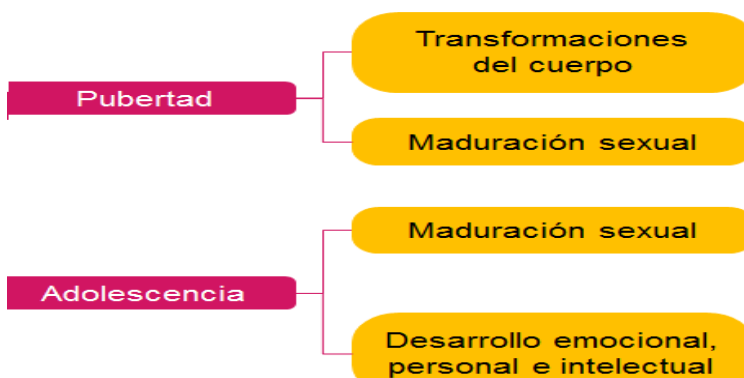 Transformaciones
del cuerpo
Pubertad
Maduración sexual
Maduración sexual
Adolescencia
Desarrollo emocional,
personal e intelectual